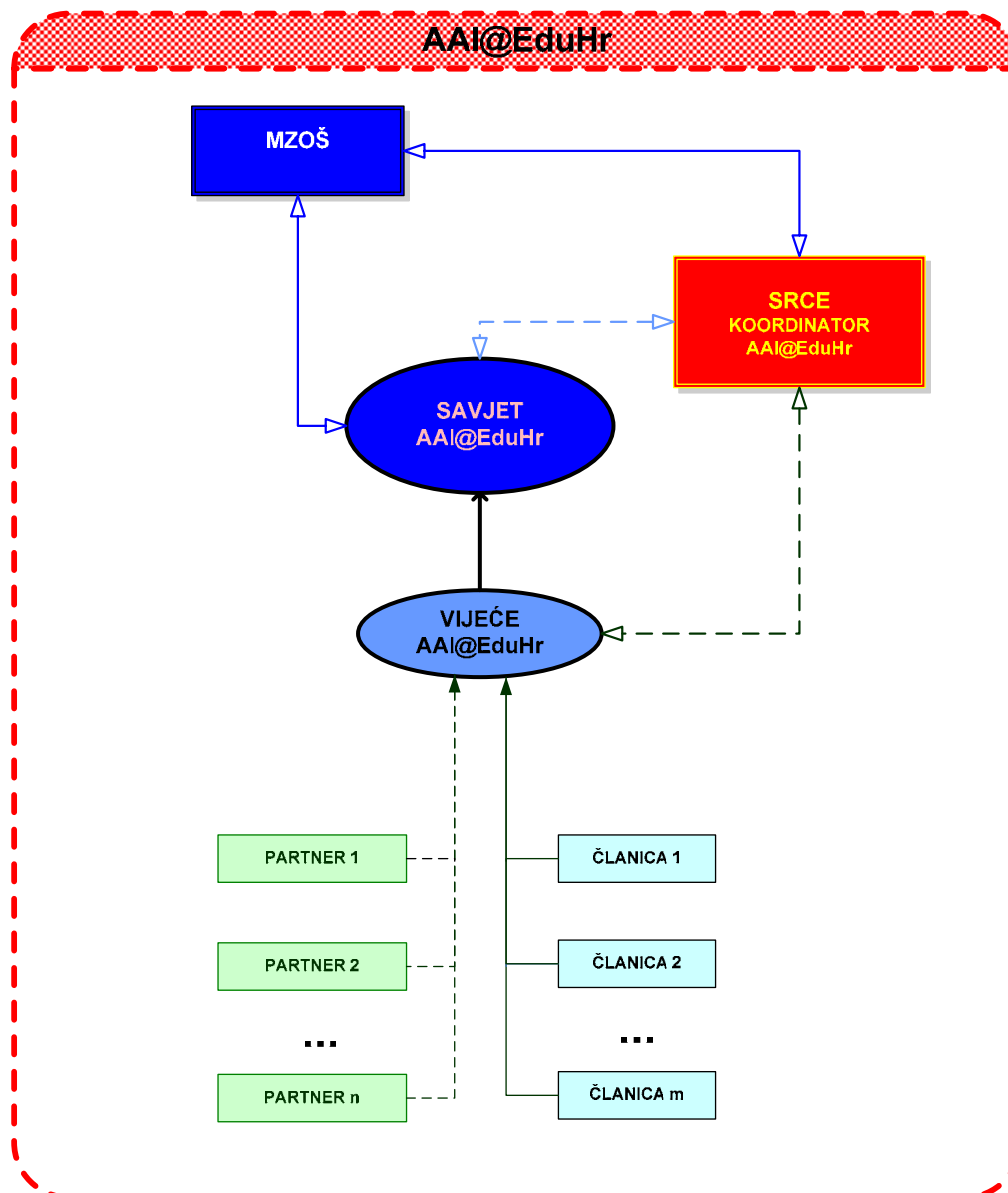 AAI@EduHr
MZOŠ
SRCE
KOORDINATOR
AAI@EduHr
SAVJET
AAI@EduHr
VIJEĆE
AAI@EduHr
PARTNER 1
ČLANICA 1
PARTNER 2
ČLANICA 2
...
...
PARTNER n
ČLANICA m